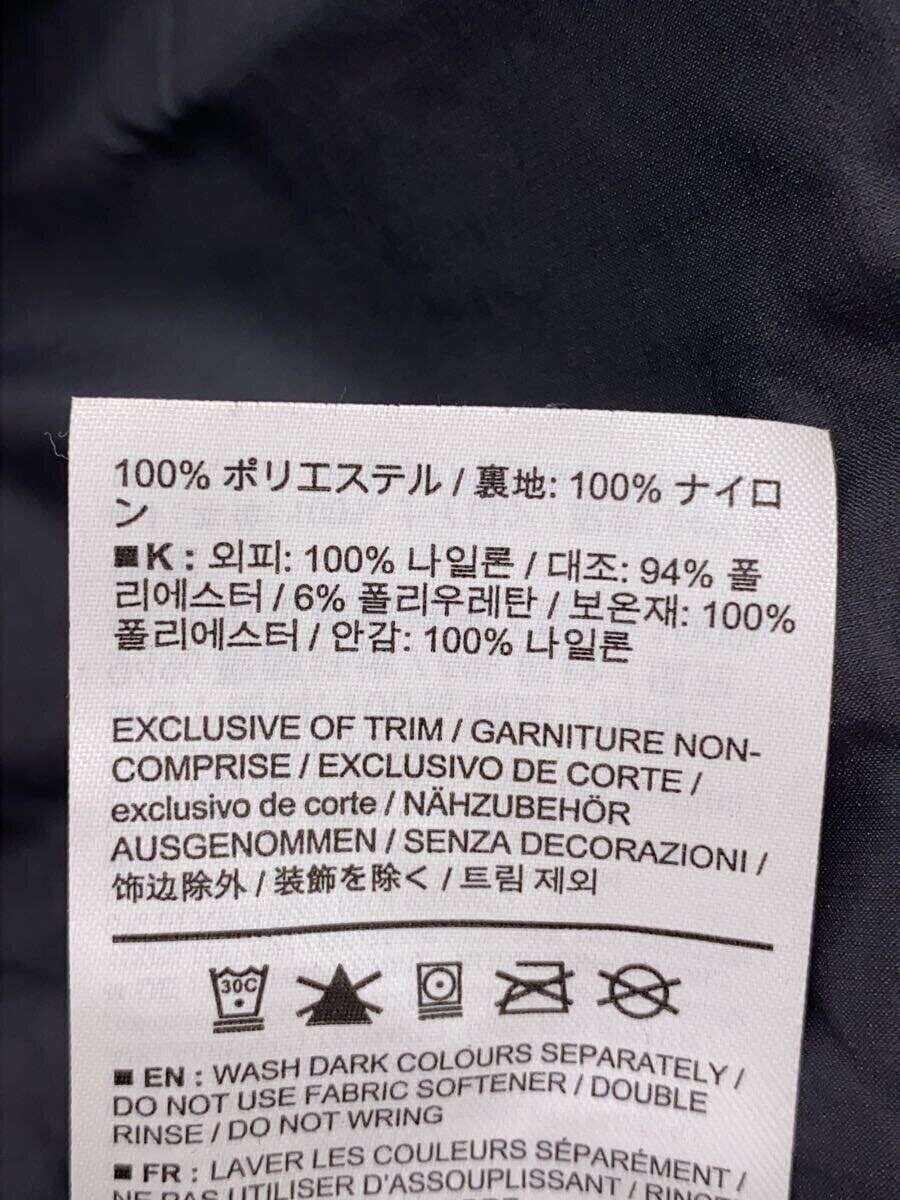 100% ポリエステル / 裏地: 100% ナイロ
ン
■K : 외피: 100% 나일론 / 대조: 94% 폴
리에스터 / 6% 폴리우레탄 / 보온재: 100%
폴리에스터 / 안감: 100% 나일론
EXCLUSIVE OF TRIM / GARNITURE NON-
COMPRISE / EXCLUSIVO DE CORTE /
exclusivo de corte / NÄHZUBEHÖR
AUSGENOMMEN / SENZA DECORAZIONI /
饰边除外 / 装飾を除く / 트림 제외
30C
■ EN : WASH DARK COLOURS SEPARATELY /
DO NOT USE FABRIC SOFTENER / DOUBLE
RINSE / DO NOT WRING
■ FR : LAVER LES COULEURS SÉPARÉMENT /
NE PAS UTILISER D'ASSOUPLISSANT /